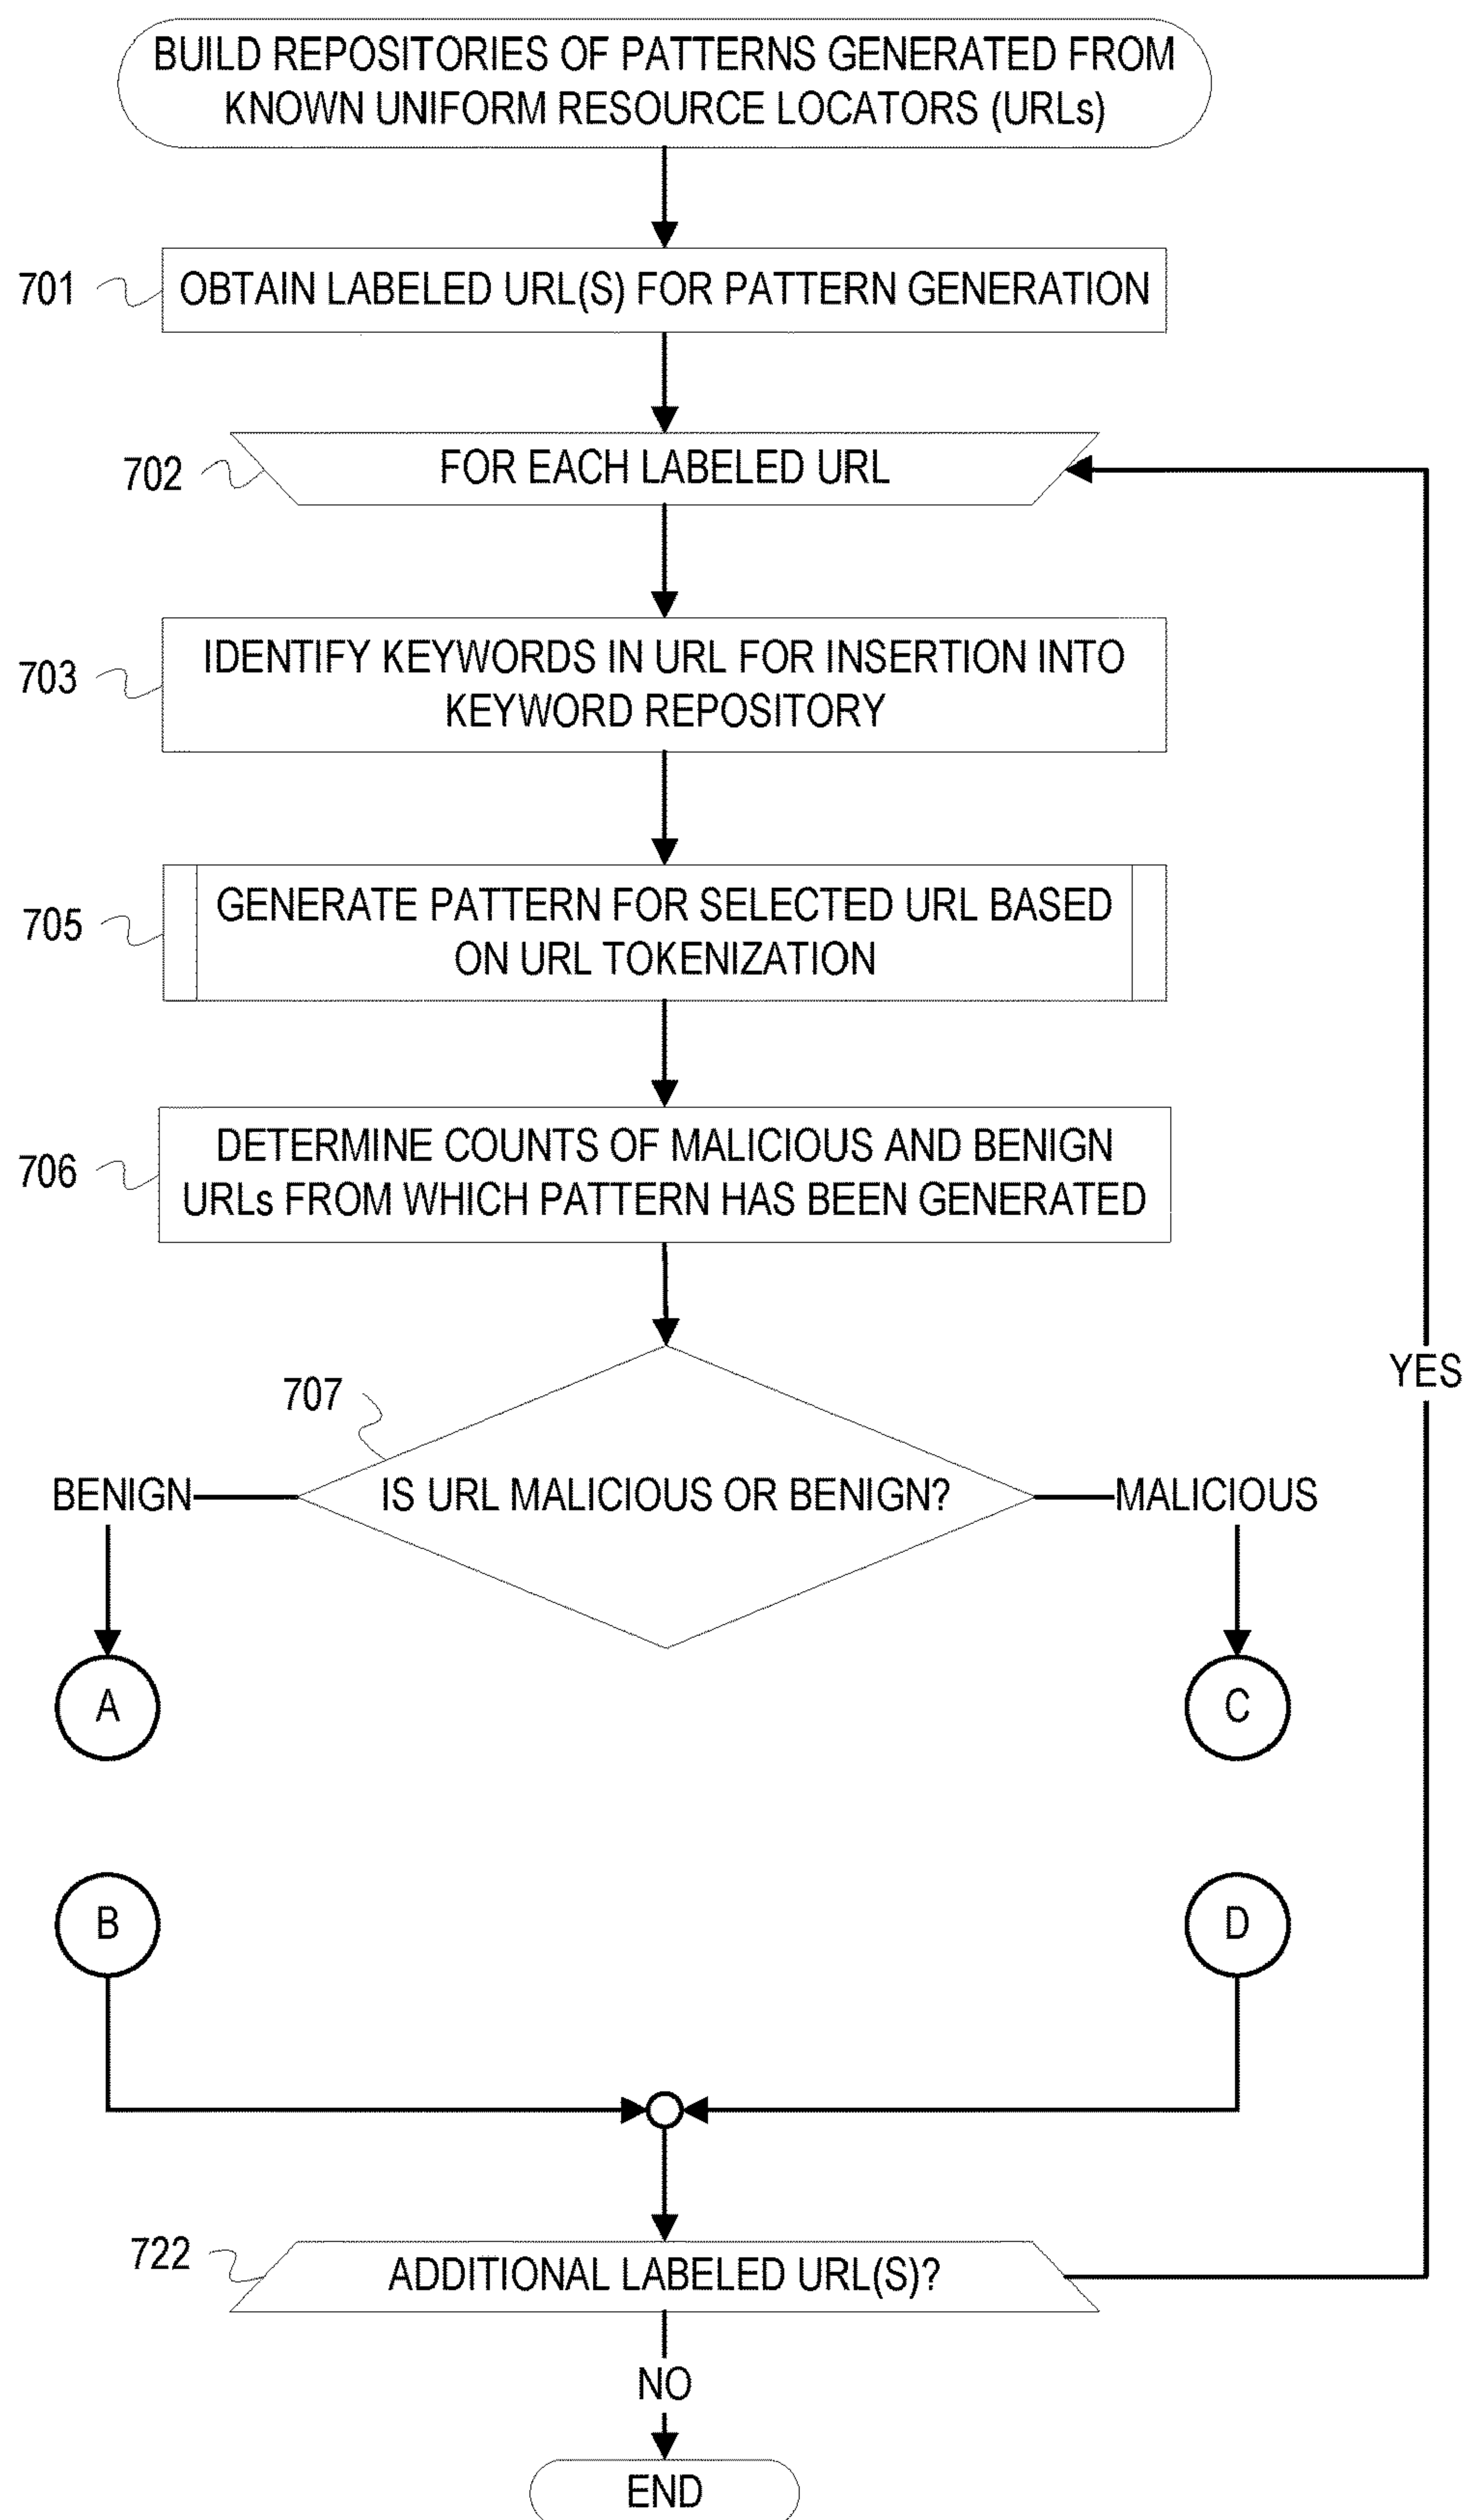 BUILD REPOSITORIES OF PATTERNS GENERATED FROM
KNOWN UNIFORM RESOURCE LOCATORS (URLs)
701
OBTAIN LABELED URL(S) FOR PATTERN GENERATION
702
FOR EACH LABELED URL
703
IDENTIFY KEYWORDS IN URL FOR INSERTION INTO
KEYWORD REPOSITORY
705
GENERATE PATTERN FOR SELECTED URL BASED
ON URL TOKENIZATION
706
DETERMINE COUNTS OF MALICIOUS AND BENIGN
URLs FROM WHICH PATTERN HAS BEEN GENERATED
YES
707
BENIGN
IS URL MALICIOUS OR BENIGN?
MALICIOUS
A
C
B
D
722
ADDITIONAL LABELED URL(S)?
NO
END